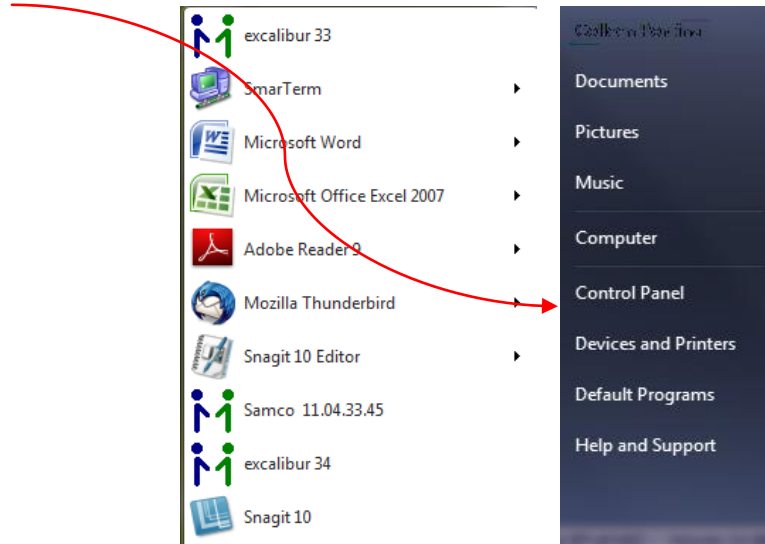 excalibur 33
SmarTerm
Microsoft Word
Microsoft Office Excel 2007
Adobe Reader 9
Mozilla Thunderbird
Snagit 10 Editor
Samco 11.04.33.45
excalibur 34
Snagit 10
Documents
Pictures
Music
Computer
Control Panel
Devices and Printers
Default Programs
Help and Support